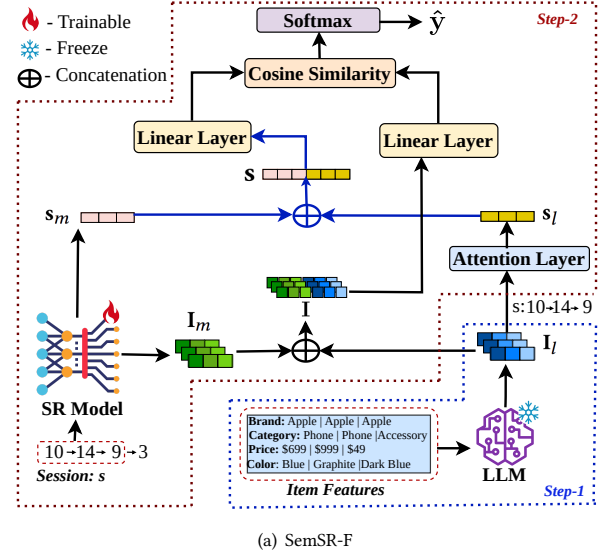 - Trainable
- Freeze
- Concatenation
Softmax
ŷ
Step-2
Cosine Similarity
Linear Layer
Linear Layer
s
s_m
s_l
Attention Layer
s:10→14→ 9
I
I_m
I_l
SR Model
10 →14→ 9 → 3
Session: s
Brand: Apple | Apple | Apple
Category: Phone | Phone |Accessory
Price: $699 | $999 | $49
Color: Blue | Graphite |Dark Blue
Item Features
LLM
Step-1
(a) SemSR-F